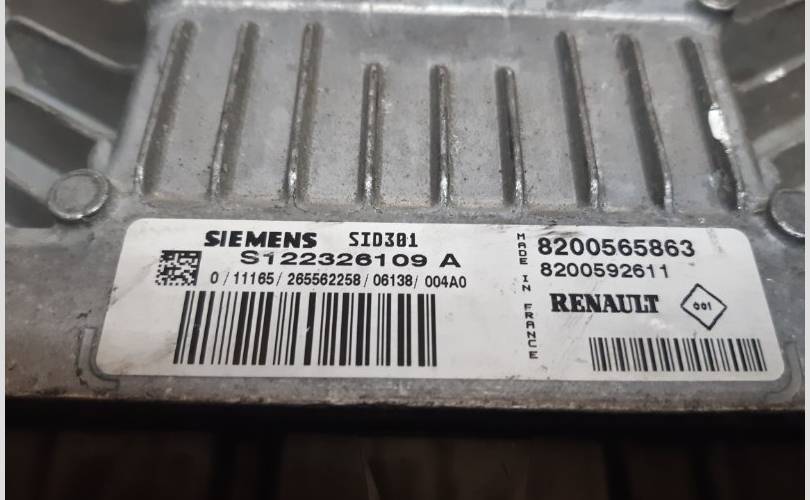 SIEMENS SID301
S122326109 A
0/11165/265562258/06138/004A0
MADE IN FRANCE
8200565863
8200592611
RENAULT 001